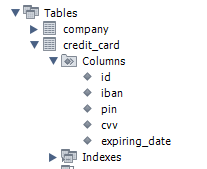 Tables
company
credit_card
Columns
id
iban
pin
cvv
expiring_date
Indexes